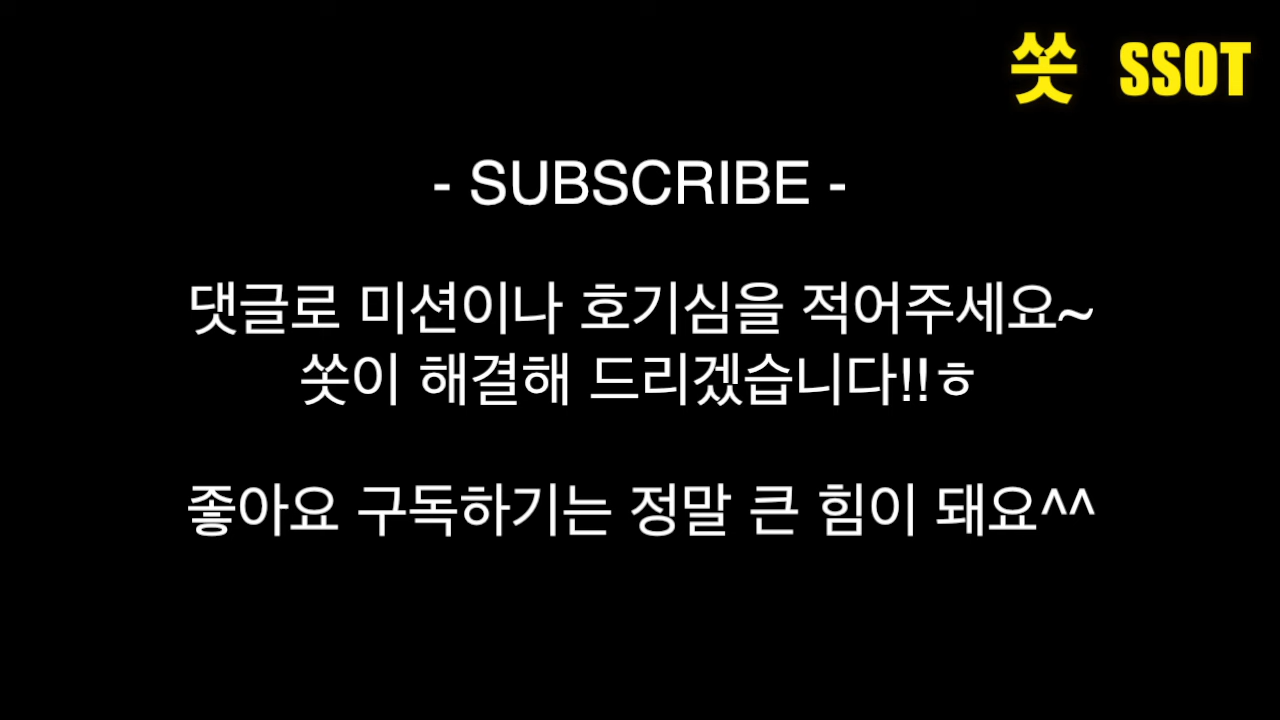 쏫 SSOT
- SUBSCRIBE -
댓글로 미션이나 호기심을 적어주세요~
쏫이 해결해 드리겠습니다!!ㅎ
좋아요 구독하기는 정말 큰 힘이 돼요^^